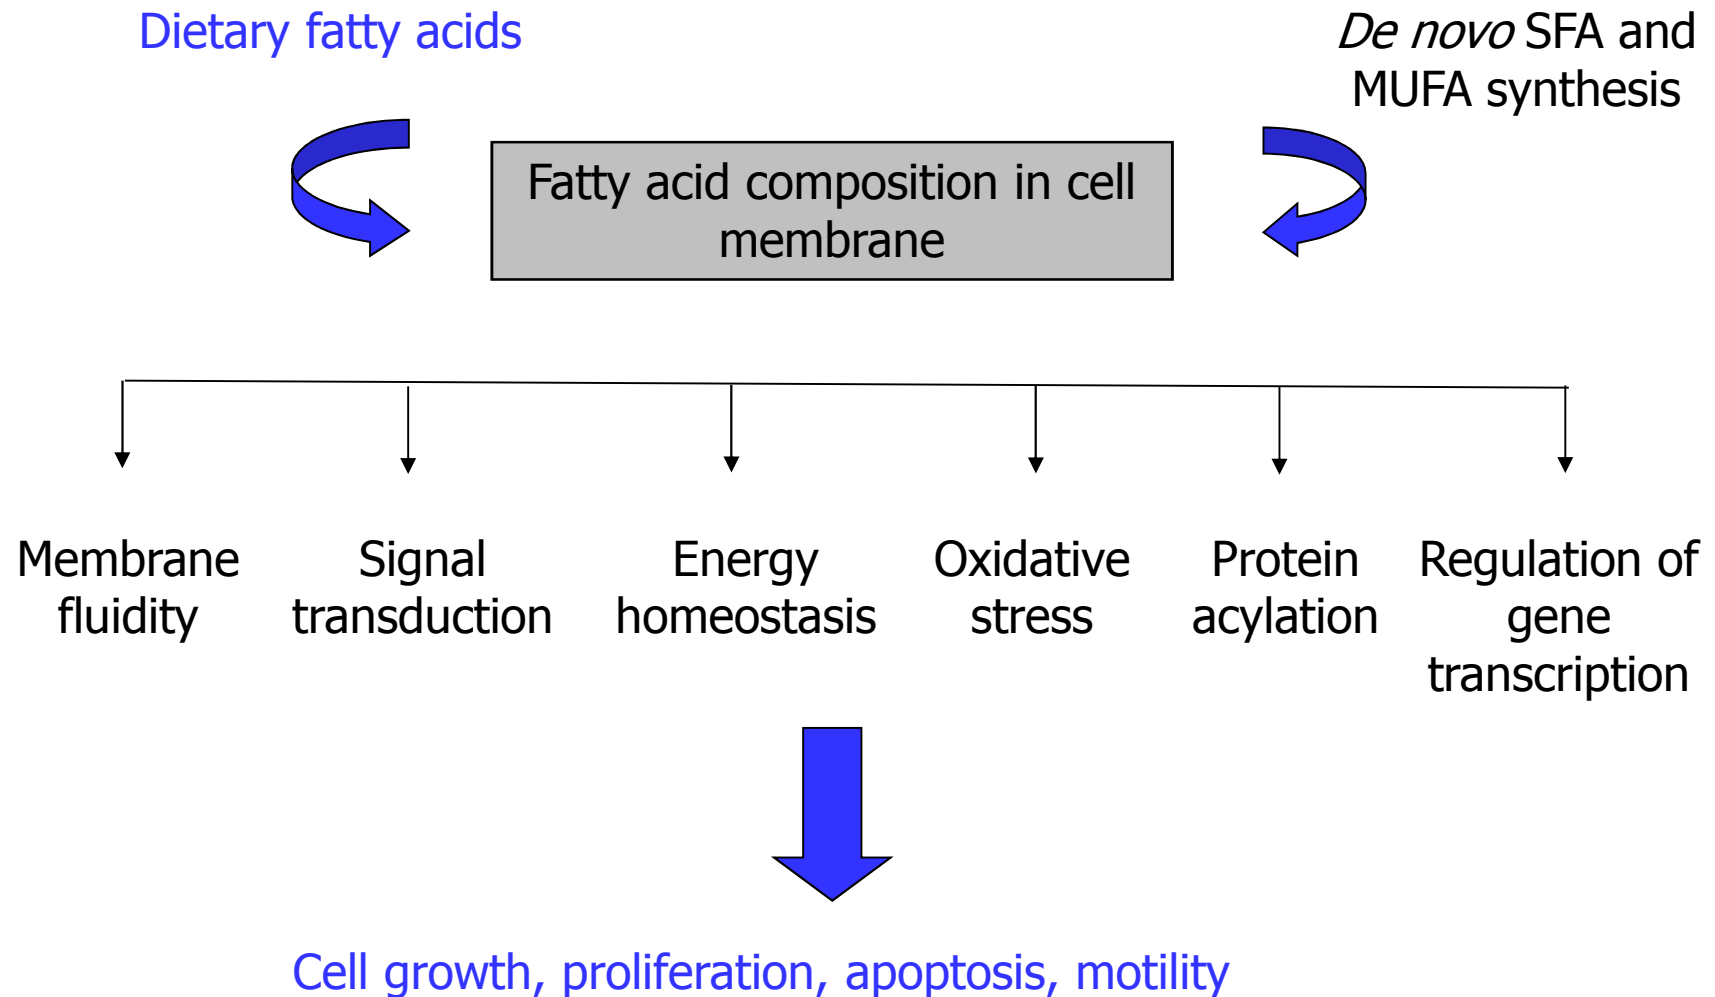 Dietary fatty acids
De novo SFA and
MUFA synthesis
Fatty acid composition in cell
membrane
Membrane
fluidity
Signal
transduction
Energy
homeostasis
Oxidative
stress
Protein
acylation
Regulation of
gene
transcription
Cell growth, proliferation, apoptosis, motility